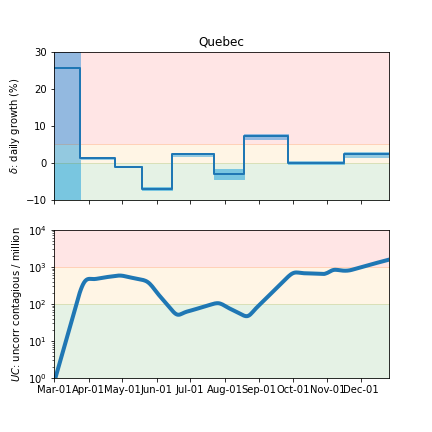 Quebec
δ: daily growth (%)
30
20
10
0
−10
UC: uncorr contagious / million
10⁴
10³
10²
10¹
10⁰
Mar-01 Apr-01 May-01 Jun-01 Jul-01 Aug-01 Sep-01 Oct-01 Nov-01 Dec-01